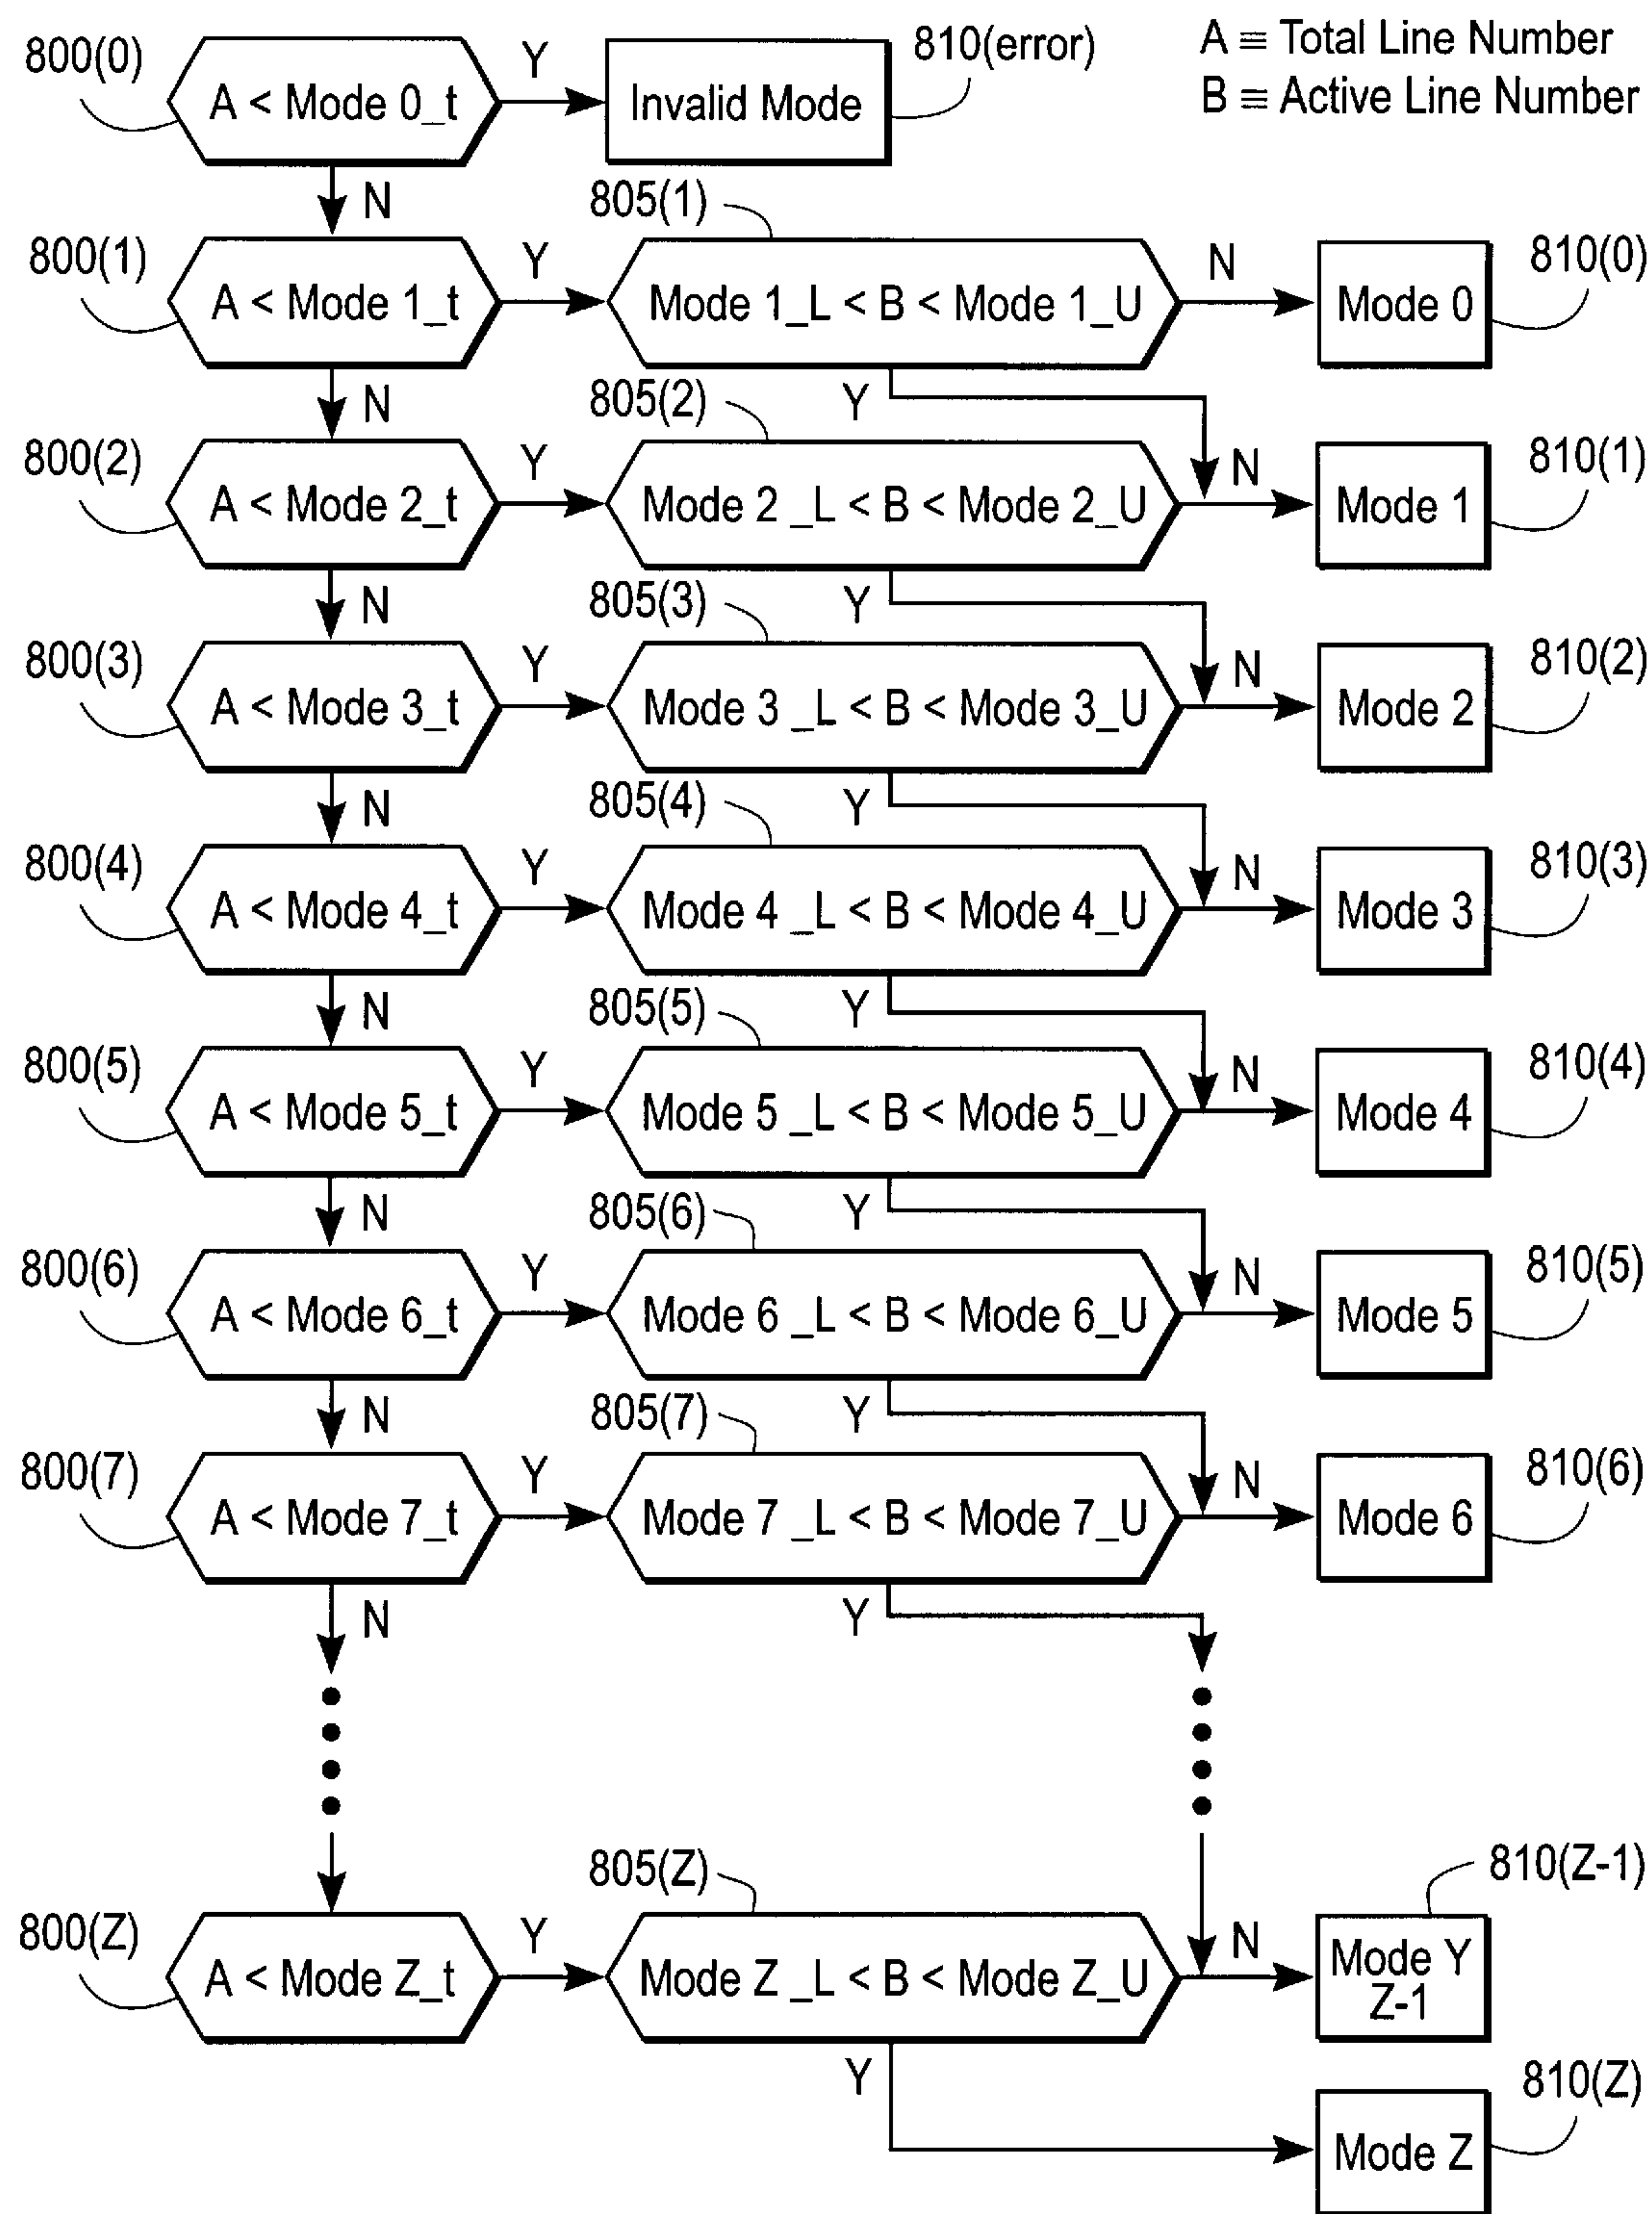 A ≡ Total Line Number
B ≡ Active Line Number
800(0)
A < Mode 0_t
Y
Invalid Mode
810(error)
N
800(1)
A < Mode 1_t
Y
805(1)
Mode 1_L < B < Mode 1_U
N
Mode 0
810(0)
N
Y
800(2)
A < Mode 2_t
Y
805(2)
Mode 2 _L < B < Mode 2_U
N
Mode 1
810(1)
N
Y
800(3)
A < Mode 3_t
Y
805(3)
Mode 3 _L < B < Mode 3_U
N
Mode 2
810(2)
N
Y
800(4)
A < Mode 4_t
Y
805(4)
Mode 4 _L < B < Mode 4_U
N
Mode 3
810(3)
N
Y
800(5)
A < Mode 5_t
Y
805(5)
Mode 5 _L < B < Mode 5_U
N
Mode 4
810(4)
N
Y
800(6)
A < Mode 6_t
Y
805(6)
Mode 6 _L < B < Mode 6_U
N
Mode 5
810(5)
N
Y
800(7)
A < Mode 7_t
Y
805(7)
Mode 7 _L < B < Mode 7_U
N
Mode 6
810(6)
N
Y
800(Z)
A < Mode Z_t
Y
805(Z)
Mode Z _L < B < Mode Z_U
N
Mode Y
Z-1
810(Z-1)
Y
Mode Z
810(Z)